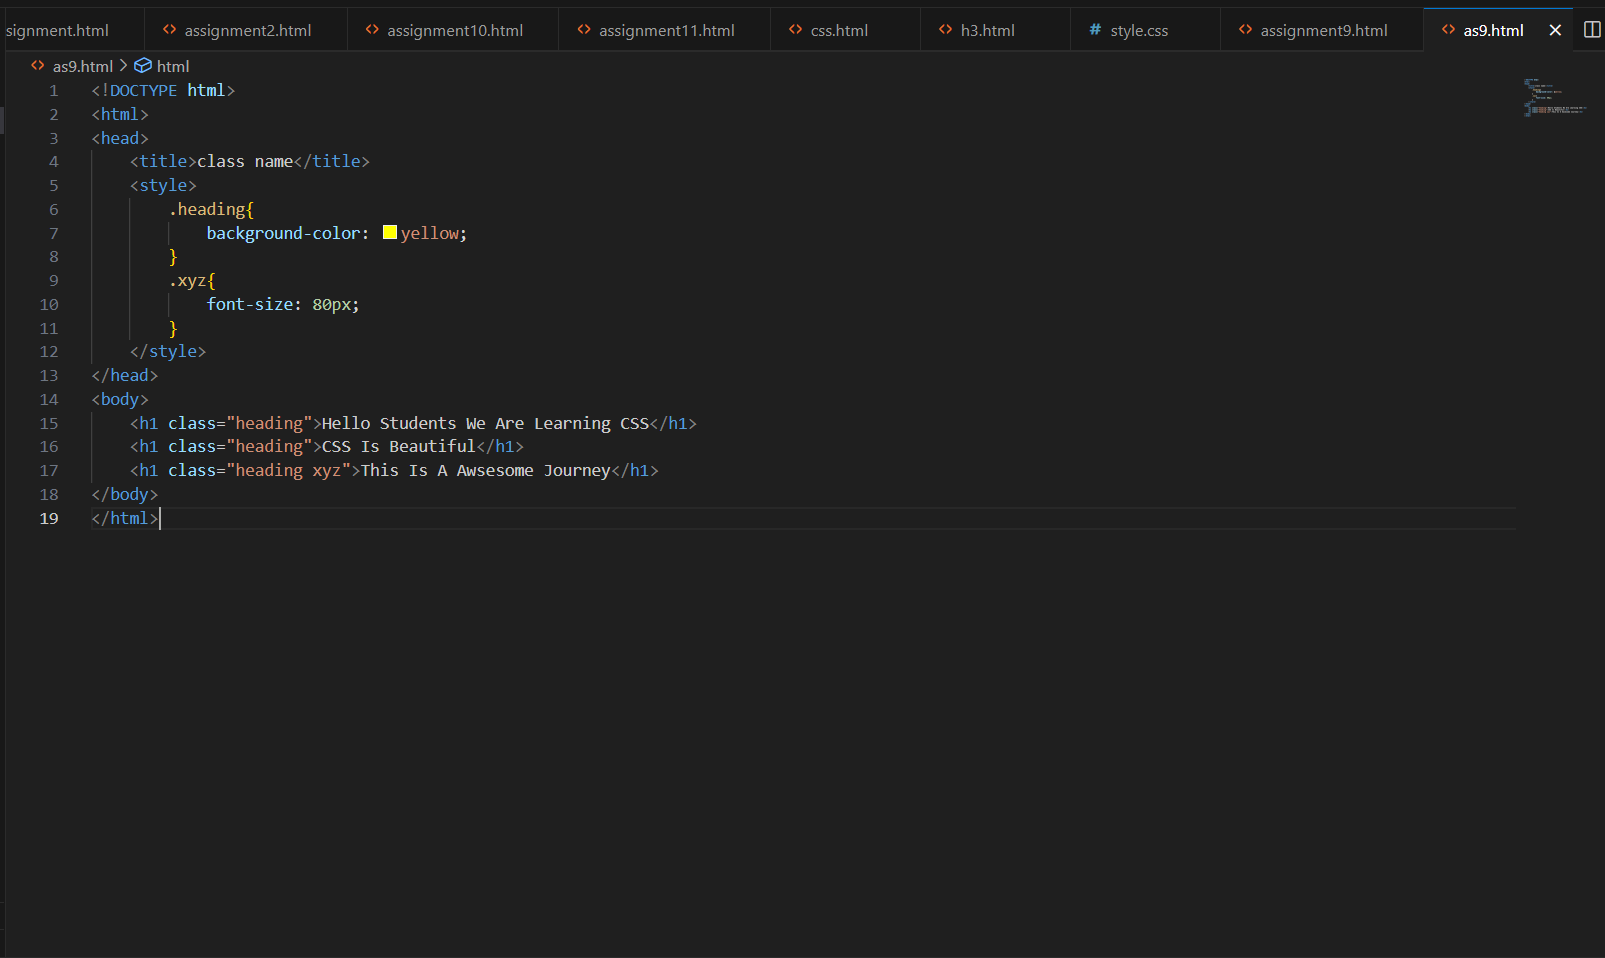 signment.html assignment2.html assignment10.html assignment11.html css.html h3.html # style.css assignment9.html as9.html
as9.html > html
1 <!DOCTYPE html>
2 <html>
3 <head>
4 <title>class name</title>
5 <style>
6 .heading{
7 background-color: yellow;
8 }
9 .xyz{
10 font-size: 80px;
11 }
12 </style>
13 </head>
14 <body>
15 <h1 class="heading">Hello Students We Are Learning CSS</h1>
16 <h1 class="heading">CSS Is Beautiful</h1>
17 <h1 class="heading xyz">This Is A Awsesome Journey</h1>
18 </body>
19 </html>